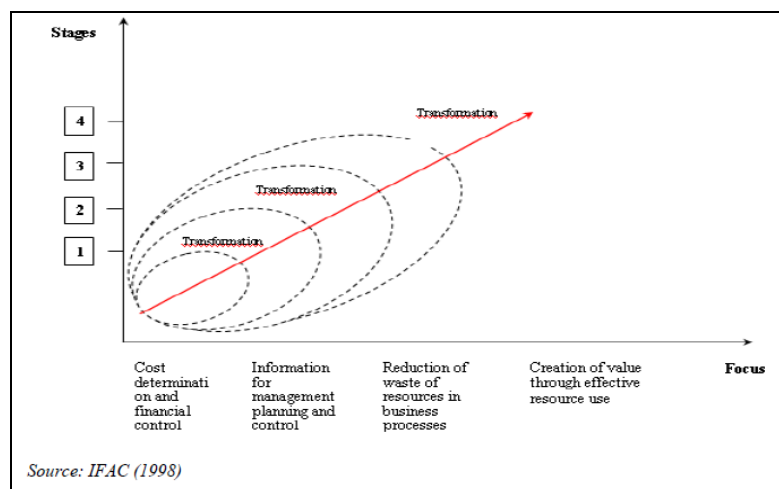 Stages
4
Transformation
3
Transformation
2
Transformation
1
Cost
determinati
on and
financial
control
Information
for
management
planning and
control
Reduction of
waste of
resources in
business
processes
Creation of value
through effective
resource use
Focus
Source: IFAC (1998)